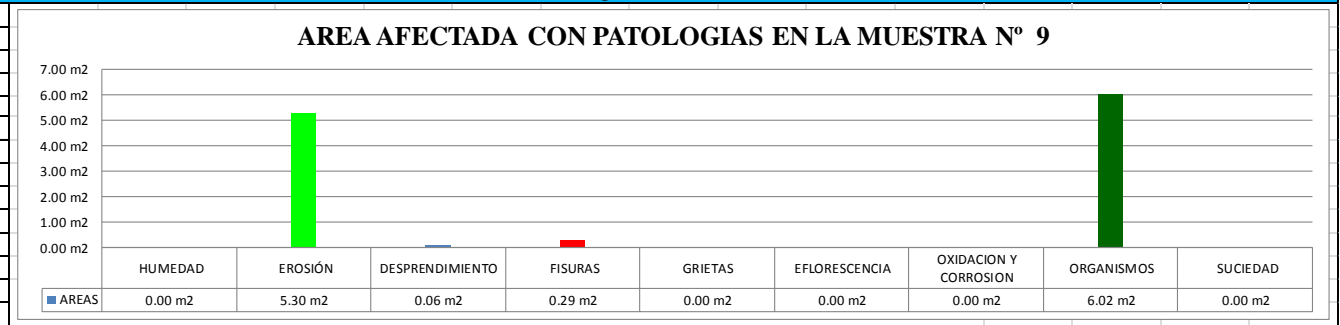 AREA AFECTADA CON PATOLOGIAS EN LA MUESTRA Nº 9
7.00 m2
6.00 m2
5.00 m2
4.00 m2
3.00 m2
2.00 m2
1.00 m2
0.00 m2
HUMEDAD EROSIÓN DESPRENDIMIENTO FISURAS GRIETAS EFLORESCENCIA OXIDACION Y CORROSION ORGANISMOS SUCIEDAD
AREAS 0.00 m2 5.30 m2 0.06 m2 0.29 m2 0.00 m2 0.00 m2 0.00 m2 6.02 m2 0.00 m2